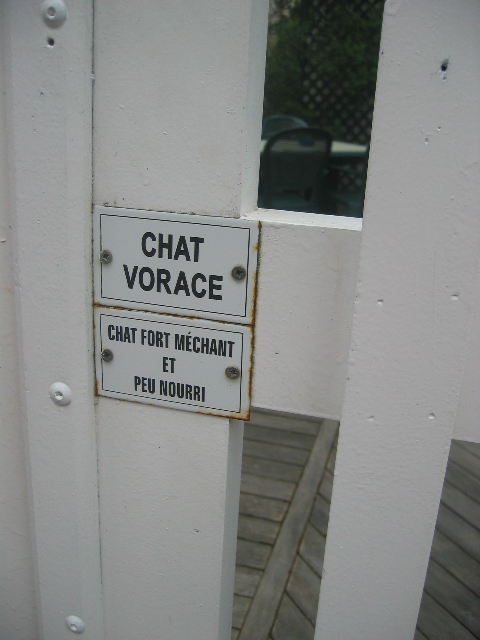 CHAT
VORACE
CHAT FORT MÉCHANT
ET
PEU NOURRI